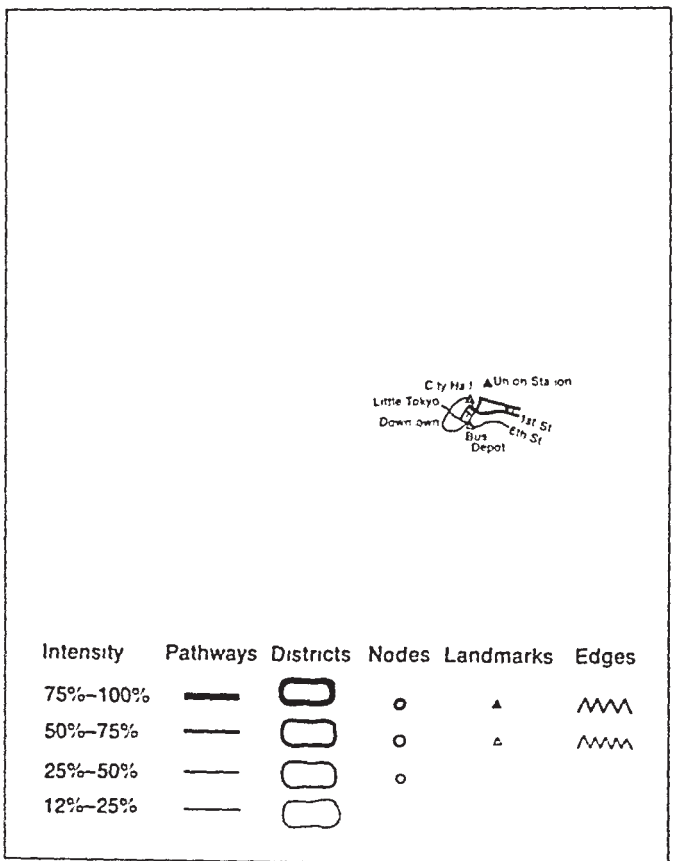 City Hall ▲Union Station
Little Tokyo
Downtown
1st St
6th St
Bus
Depot
Intensity Pathways Districts Nodes Landmarks Edges
75%–100%
50%–75%
25%–50%
12%–25%